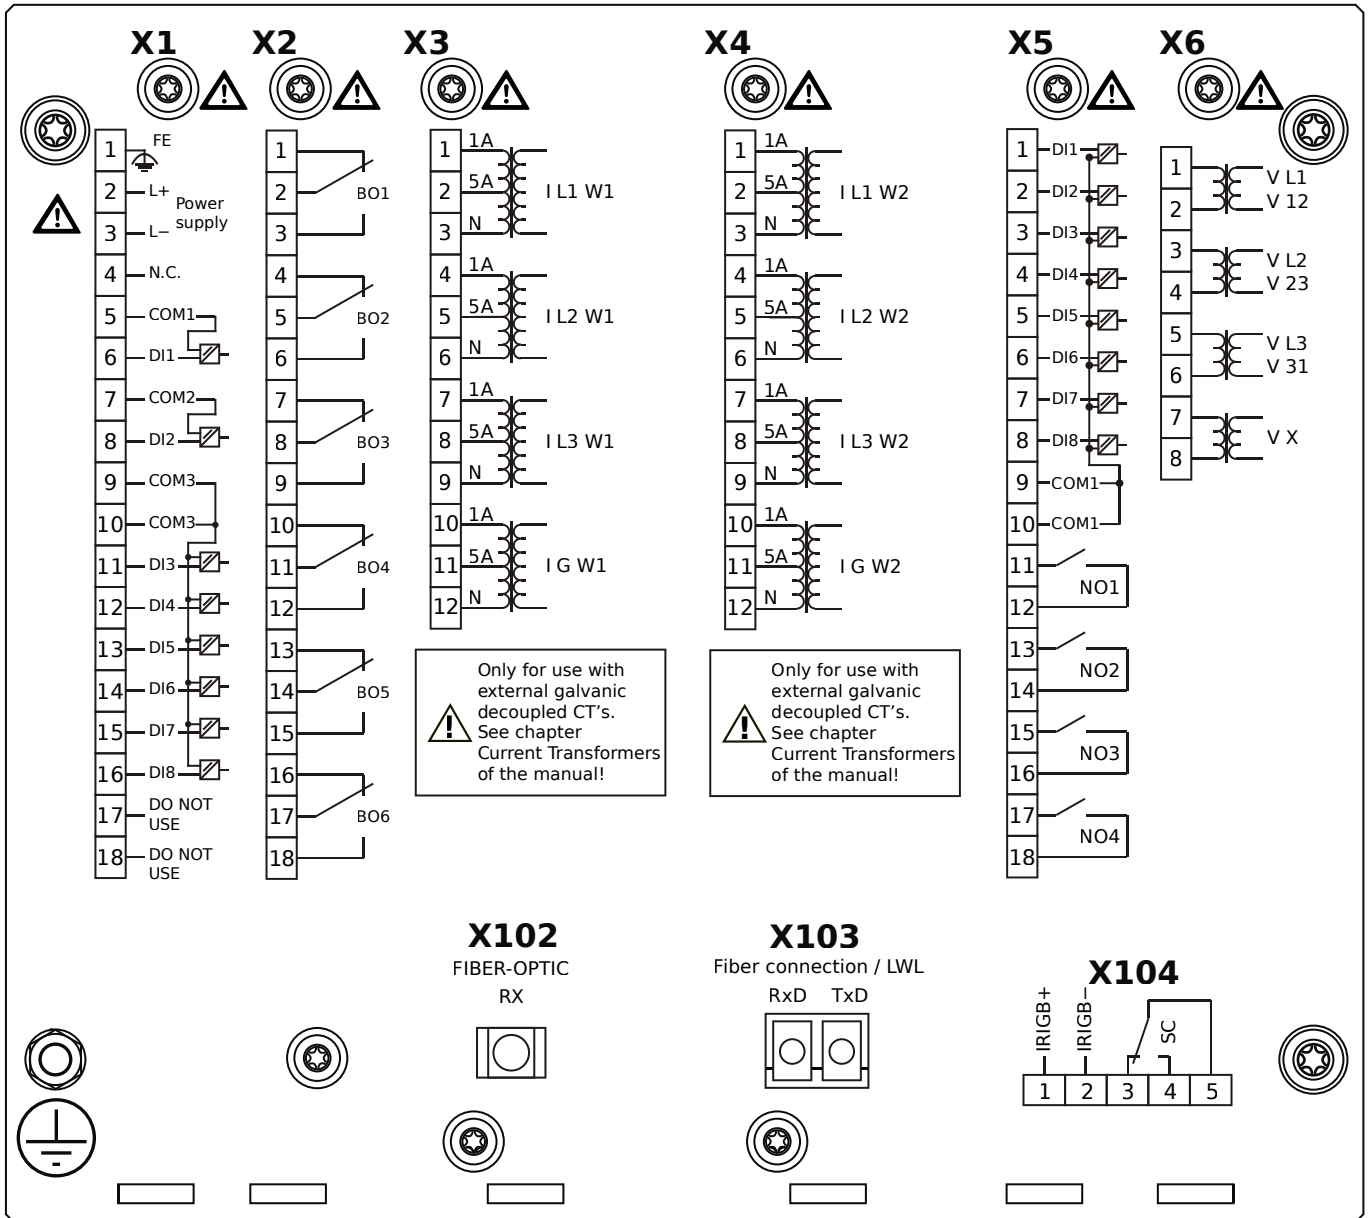 X1
X2
X3
X4
X5
X6
1 FE
2 L+
Power
supply
3 L−
4 N.C.
5 COM1
6 DI1
7 COM2
8 DI2
9 COM3
10 COM3
11 DI3
12 DI4
13 DI5
14 DI6
15 DI7
16 DI8
17 DO NOT
USE
18 DO NOT
USE
1
2 BO1
3
4
5 BO2
6
7
8 BO3
9
10
11 BO4
12
13
14 BO5
15
16
17 BO6
18
1 1A
2 5A I L1 W1
3 N
4 1A
5 5A I L2 W1
6 N
7 1A
8 5A I L3 W1
9 N
10 1A
11 5A I G W1
12 N
Only for use with
external galvanic
decoupled CT's.
See chapter
Current Transformers
of the manual!
1 1A
2 5A I L1 W2
3 N
4 1A
5 5A I L2 W2
6 N
7 1A
8 5A I L3 W2
9 N
10 1A
11 5A I G W2
12 N
Only for use with
external galvanic
decoupled CT's.
See chapter
Current Transformers
of the manual!
1 DI1
2 DI2
3 DI3
4 DI4
5 DI5
6 DI6
7 DI7
8 DI8
9 COM1
10 COM1
11
NO1
12
13
NO2
14
15
NO3
16
17
NO4
18
1 V L1
2 V 12
3 V L2
4 V 23
5 V L3
6 V 31
7
V X
8
X102
FIBER-OPTIC
RX
X103
Fiber connection / LWL
RxD TxD
X104
IRIGB+
IRIGB−
SC
1 2 3 4 5